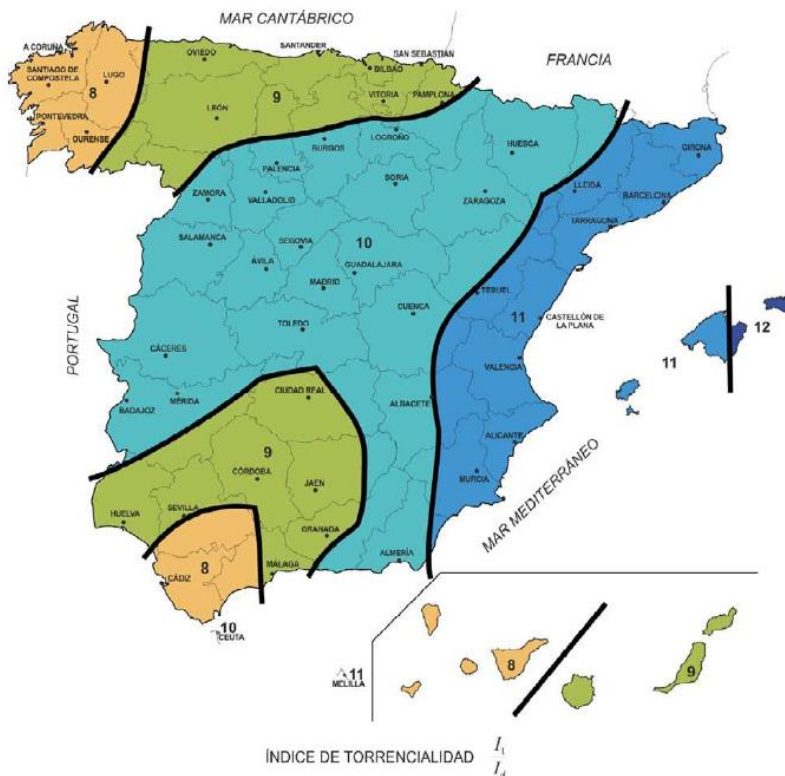 MAR CANTÁBRICO
A CORUÑA
OVIEDO
SANTANDER
SAN SEBASTIÁN
FRANCIA
SANTIAGO DE
COMPOSTELA
LUGO
BILBAO
8
9
VITORIA
PAMPLONA
LEÓN
PONTEVEDRA
OURENSE
LOGROÑO
BURGOS
HUESCA
GIRONA
PALENCIA
ZAMORA
VALLADOLID
SORIA
LLEIDA
ZARAGOZA
BARCELONA
TARRAGONA
SALAMANCA
SEGOVIA
10
ÁVILA
GUADALAJARA
MADRID
TERUEL
PORTUGAL
CUENCA
11
CASTELLÓN DE
LA PLANA
12
TOLEDO
CÁCERES
VALENCIA
11
MÉRIDA
BADAJOZ
CIUDAD REAL
ALBACETE
ALICANTE
9
CÓRDOBA
JAÉN
MURCIA
MAR MEDITERRÁNEO
HUELVA
SEVILLA
GRANADA
ALMERÍA
MÁLAGA
8
CÁDIZ
10
CEUTA
11
MELILLA
8
9
ÍNDICE DE TORRENCIALIDAD I₁
I_d